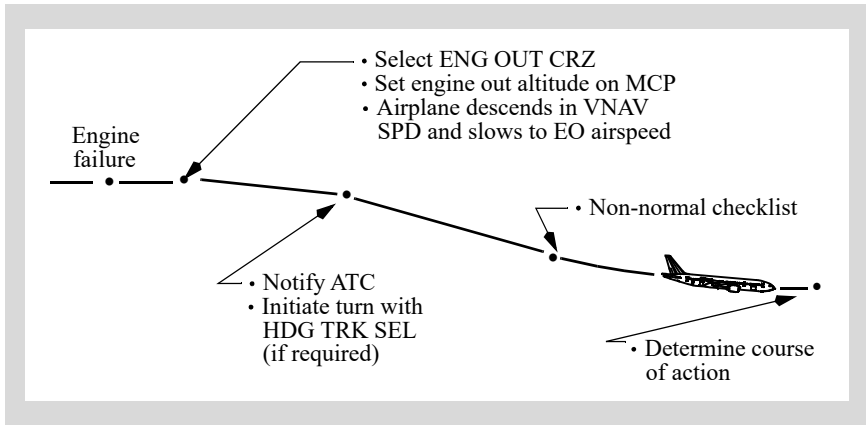 • Select ENG OUT CRZ
• Set engine out altitude on MCP
• Airplane descends in VNAV
SPD and slows to EO airspeed
Engine
failure
• Non-normal checklist
• Notify ATC
• Initiate turn with
HDG TRK SEL
(if required)
• Determine course
of action